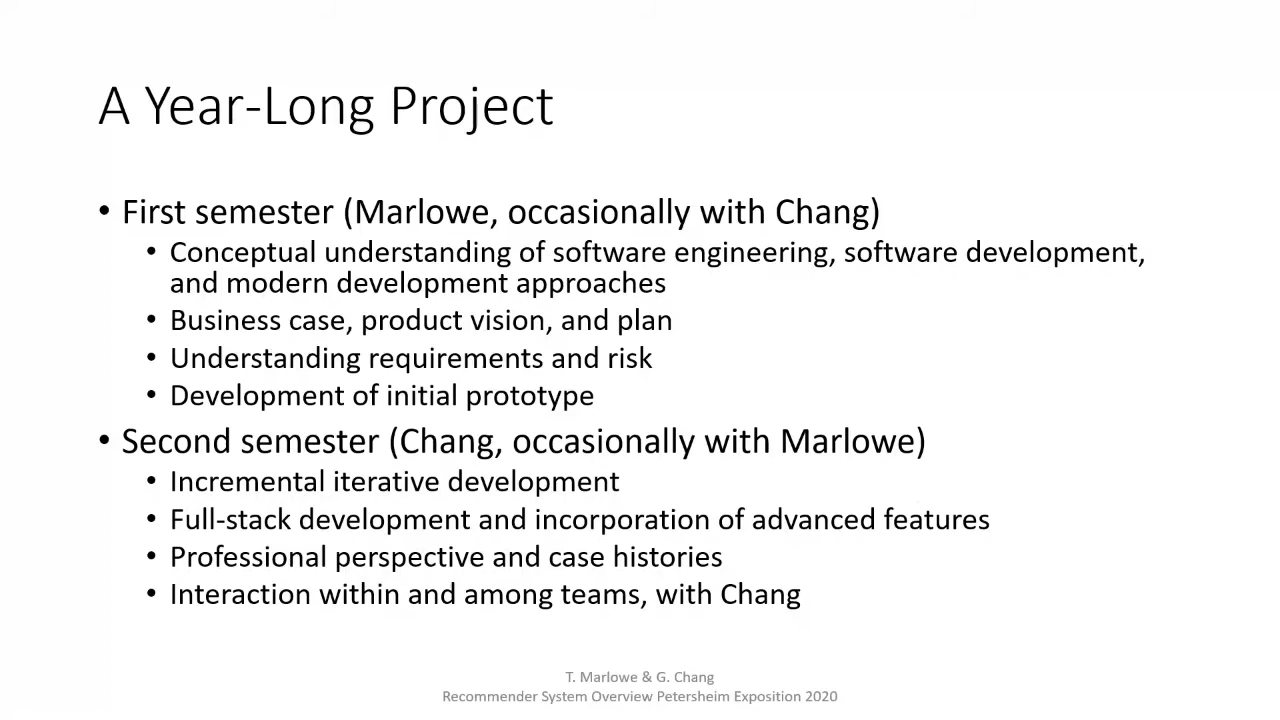 A Year-Long Project
• First semester (Marlowe, occasionally with Chang)
• Conceptual understanding of software engineering, software development,
and modern development approaches
• Business case, product vision, and plan
• Understanding requirements and risk
• Development of initial prototype
• Second semester (Chang, occasionally with Marlowe)
• Incremental iterative development
• Full-stack development and incorporation of advanced features
• Professional perspective and case histories
• Interaction within and among teams, with Chang
T. Marlowe & G. Chang
Recommender System Overview Petersheim Exposition 2020